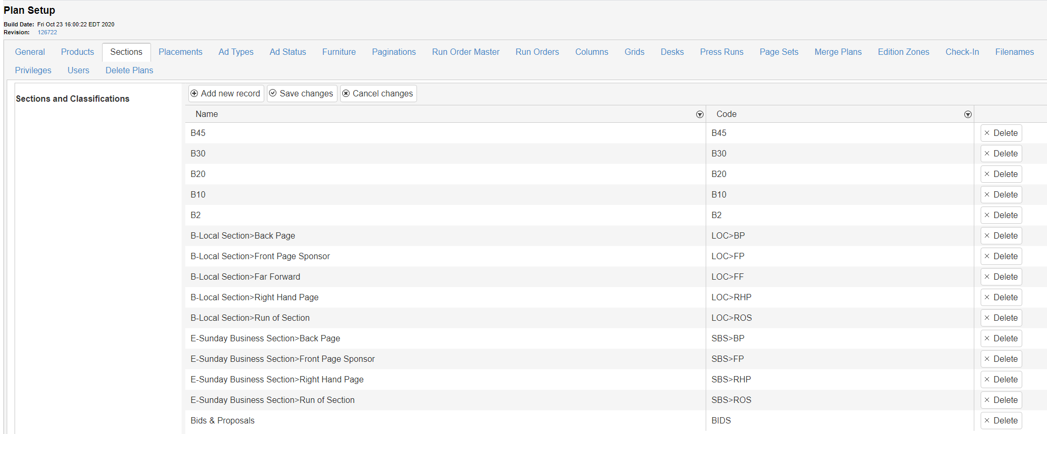 Plan Setup
Build Date: Fri Oct 23 16:00:22 EDT 2020
Revision: 126722
General Products Sections Placements Ad Types Ad Status Furniture Paginations Run Order Master Run Orders Columns Grids Desks Press Runs Page Sets Merge Plans Edition Zones Check-In Filenames
Privileges Users Delete Plans
Sections and Classifications
Add new record Save changes Cancel changes
Name Code
B45 B45 × Delete
B30 B30 × Delete
B20 B20 × Delete
B10 B10 × Delete
B2 B2 × Delete
B-Local Section>Back Page LOC>BP × Delete
B-Local Section>Front Page Sponsor LOC>FP × Delete
B-Local Section>Far Forward LOC>FF × Delete
B-Local Section>Right Hand Page LOC>RHP × Delete
B-Local Section>Run of Section LOC>ROS × Delete
E-Sunday Business Section>Back Page SBS>BP × Delete
E-Sunday Business Section>Front Page Sponsor SBS>FP × Delete
E-Sunday Business Section>Right Hand Page SBS>RHP × Delete
E-Sunday Business Section>Run of Section SBS>ROS × Delete
Bids & Proposals BIDS × Delete